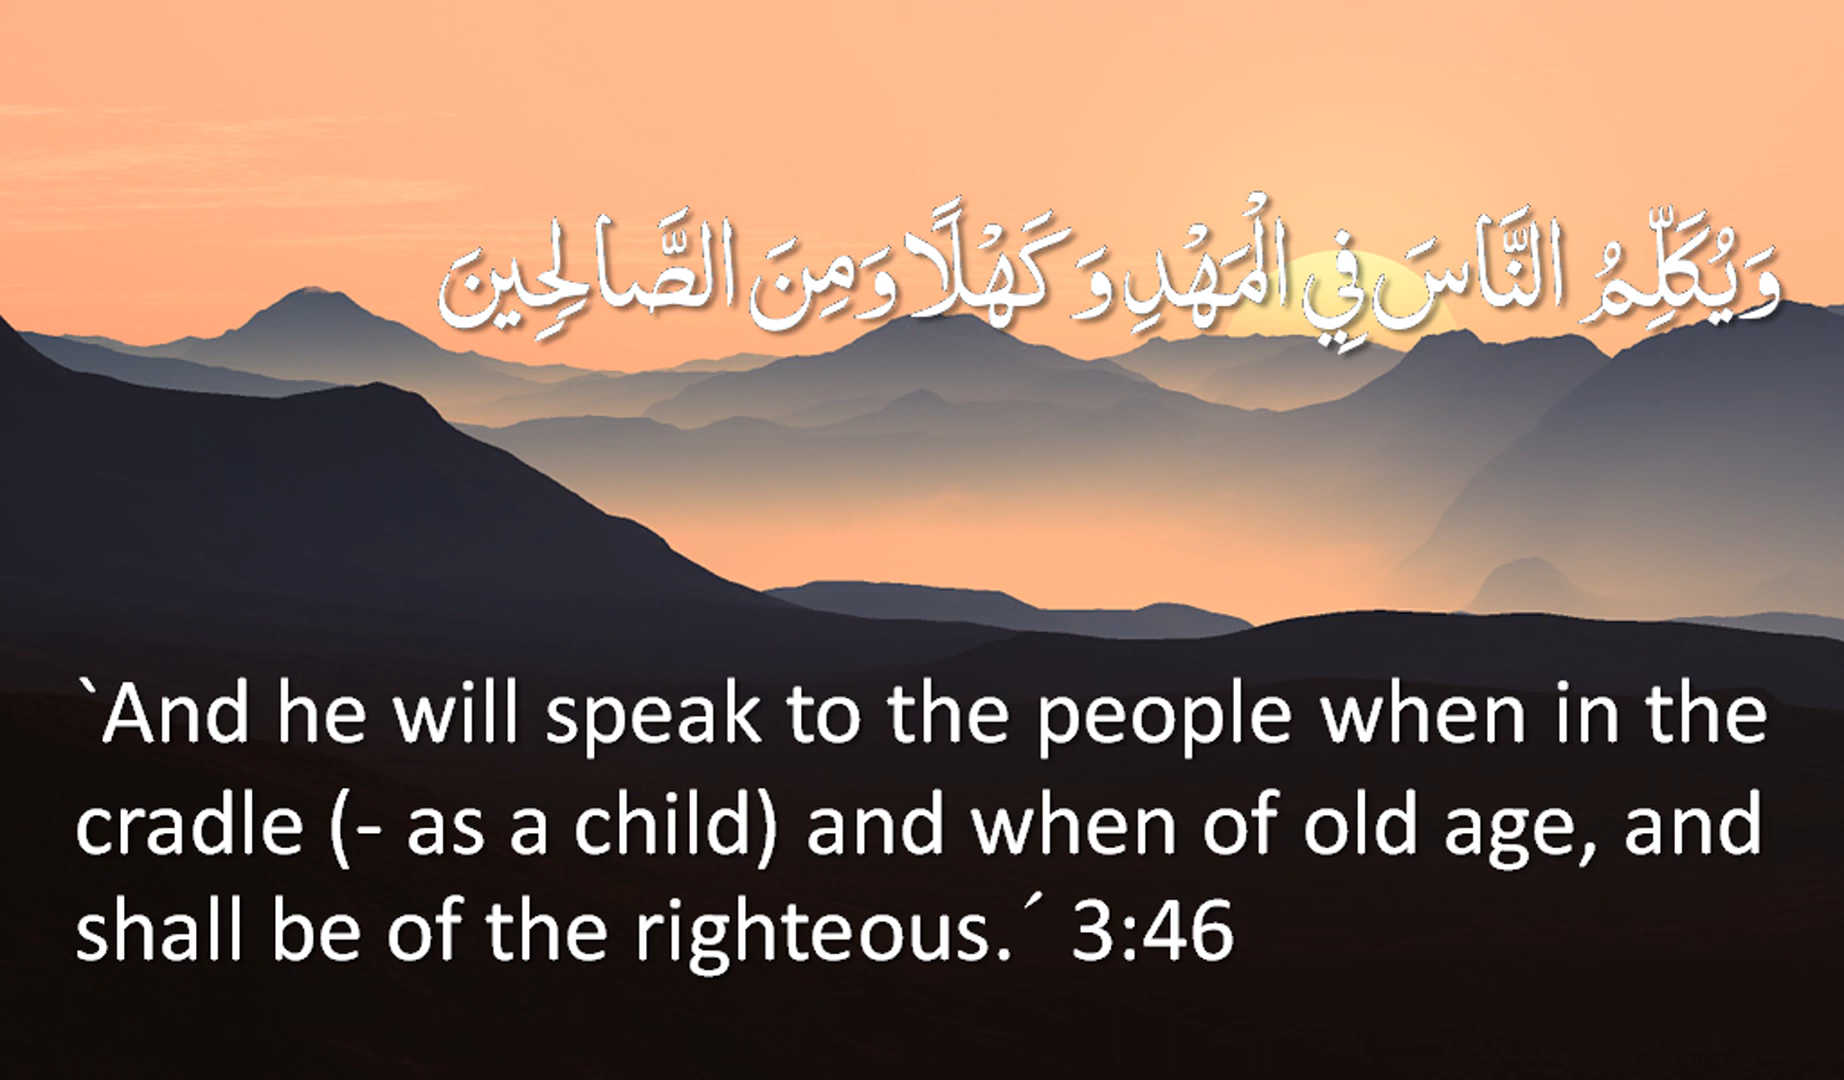 وَيُكَلِّمُ النَّاسَ فِي الْمَهْدِ وَكَهْلًا وَمِنَ الصَّالِحِينَ
`And he will speak to the people when in the
cradle (- as a child) and when of old age, and
shall be of the righteous.´ 3:46